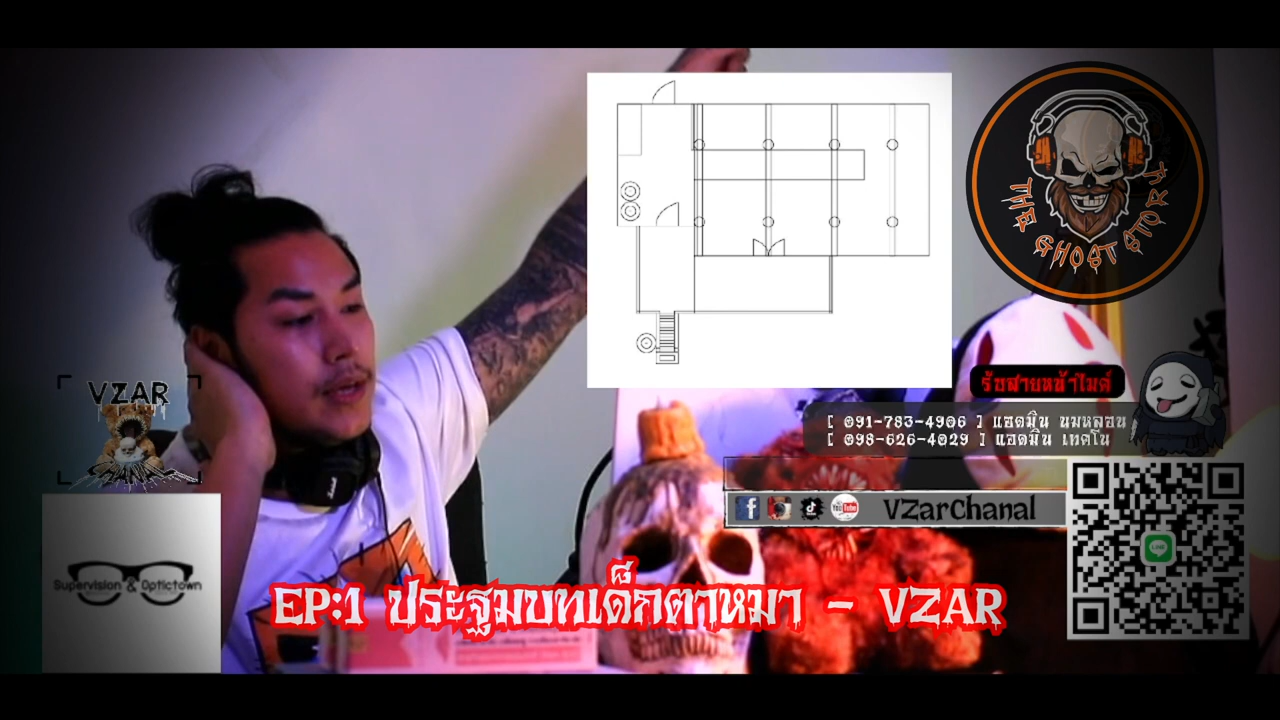 THE GHOST STORY
รับสายหน้าไมค์
[ 091-783-4906 ] แอดมิน นมหลอน
[ 098-626-4029 ] แอดมิน เทคโน
VZAR
CHANAL
VZarChanal
LINE
Supervision & Optictown
EP:1 ประฐมบทเด็กตาหมา - VZAR